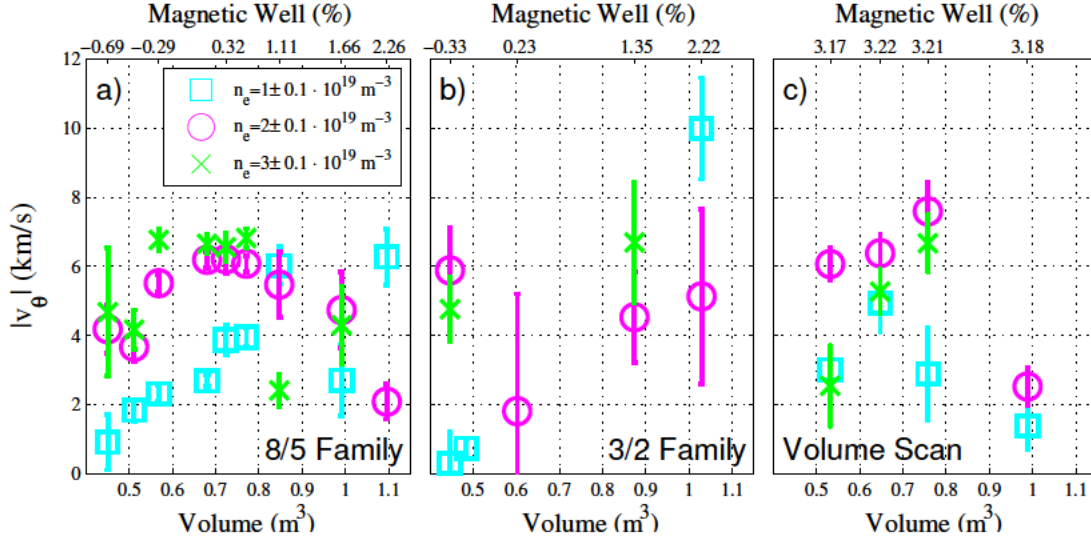 Magnetic Well (%)
Magnetic Well (%)
Magnetic Well (%)
−0.69 −0.29 0.32 1.11 1.66 2.26
−0.33 0.23 1.35 2.22
3.17 3.22 3.21 3.18
12
10
8
6
4
2
0
|v_θ| (km/s)
a)
n_e=1± 0.1 · 10^19 m^−3
n_e=2± 0.1 · 10^19 m^−3
n_e=3± 0.1 · 10^19 m^−3
8/5 Family
b)
3/2 Family
c)
Volume Scan
0.5 0.6 0.7 0.8 0.9 1 1.1
0.5 0.6 0.7 0.8 0.9 1 1.1
0.5 0.6 0.7 0.8 0.9 1 1.1
Volume (m^3)
Volume (m^3)
Volume (m^3)